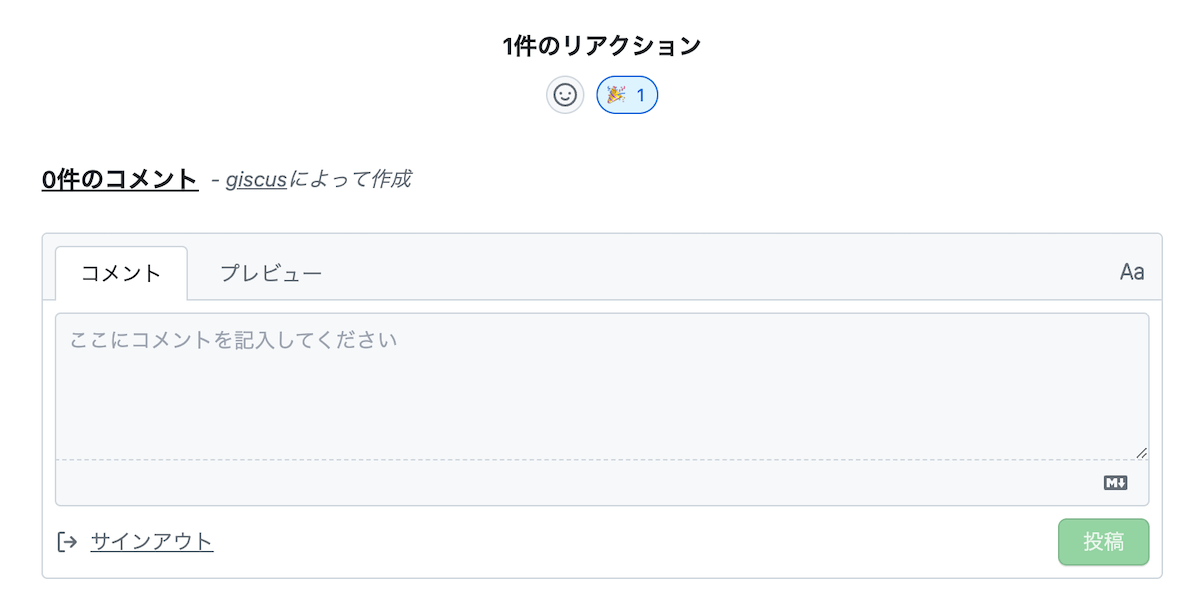 1件のリアクション
🎉 1
0件のコメント - giscusによって作成
コメント プレビュー Aa
ここにコメントを記入してください
M↓
サインアウト 投稿